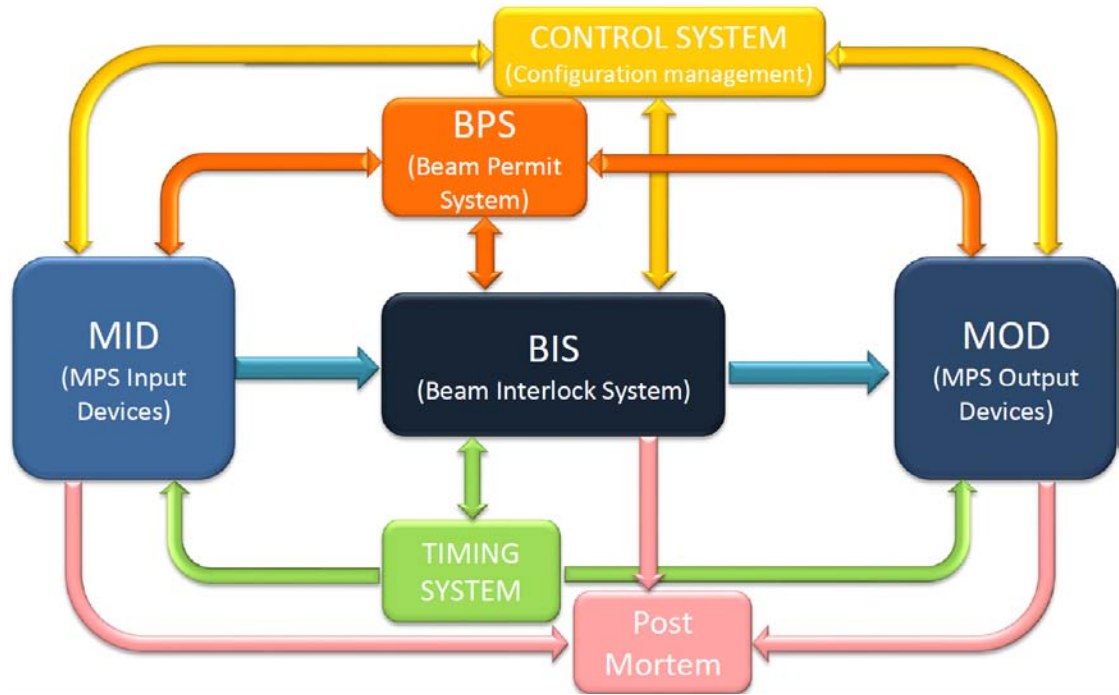 CONTROL SYSTEM
(Configuration management)
BPS
(Beam Permit
System)
MID
(MPS Input
Devices)
BIS
(Beam Interlock System)
MOD
(MPS Output
Devices)
TIMING
SYSTEM
Post
Mortem